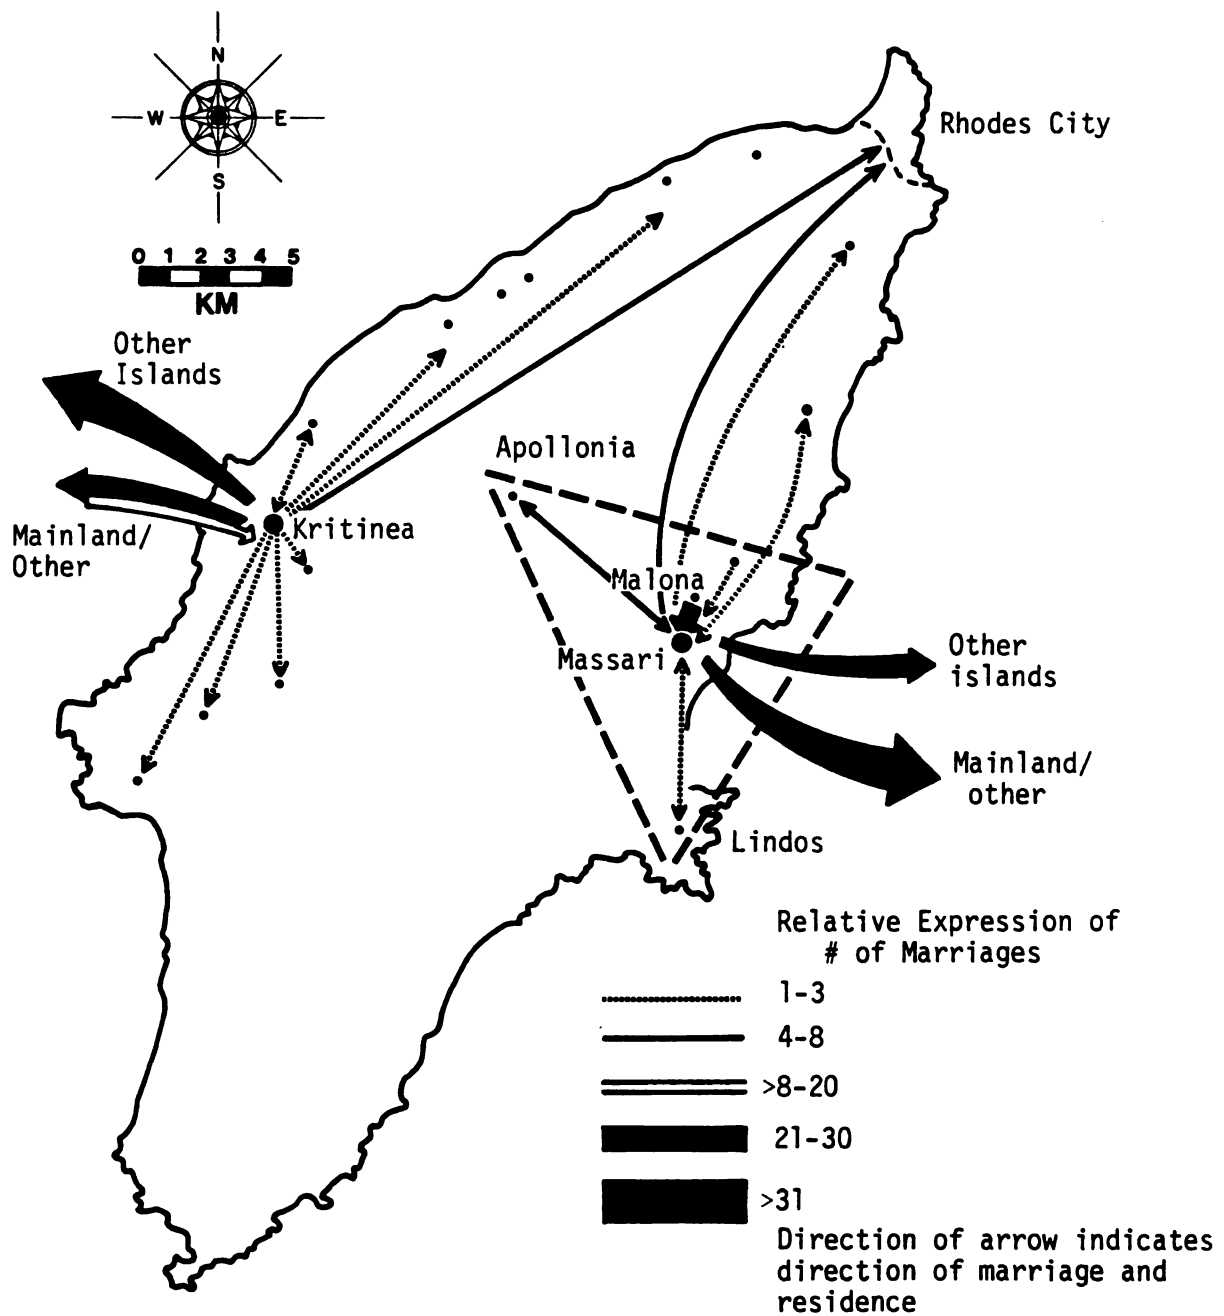 N
W
E
S
0 1 2 3 4 5
KM
Rhodes City
Other
Islands
Apollonia
Mainland/
Other
Kritinea
Malona
Massari
Other
islands
Mainland/
other
Lindos
Relative Expression of
# of Marriages
1-3
4-8
>8-20
21-30
>31
Direction of arrow indicates
direction of marriage and
residence